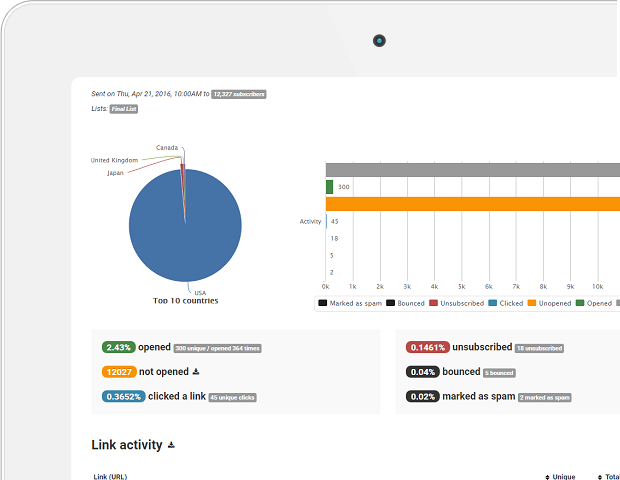 Sent on Thu, Apr 21, 2016, 10:00AM to 12,327 subscribers
Lists: Final List
Canada
United Kingdom
Japan
USA
Top 10 countries
300
Activity 45
18
5
2
0k 1k 2k 3k 4k 5k 6k 7k 8k 9k 10k
Marked as spam Bounced Unsubscribed Clicked Unopened Opened
2.43% opened 300 unique / opened 364 times
12027 not opened
0.3652% clicked a link 45 unique clicks
0.1461% unsubscribed 18 unsubscribed
0.04% bounced 5 bounced
0.02% marked as spam 2 marked as spam
Link activity
Link (URL) Unique Total